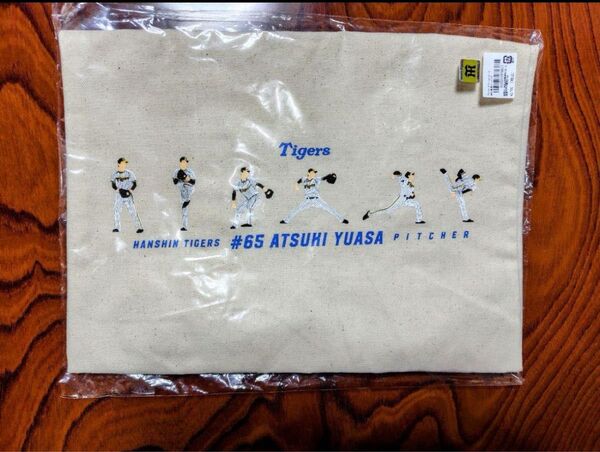 Tigers
HANSHIN TIGERS #65 ATSUKI YUASA PITCHER